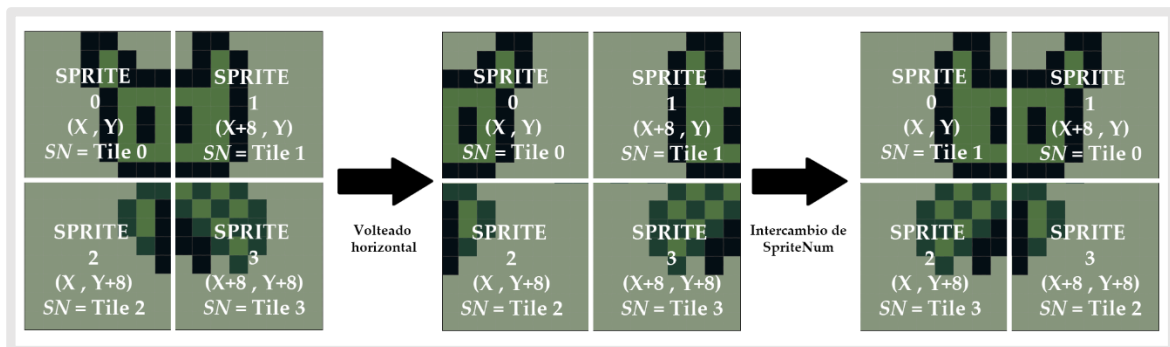 SPRITE
0
(X , Y)
SN = Tile 0
SPRITE
1
(X+8 , Y)
SN = Tile 1
SPRITE
2
(X , Y+8)
SN = Tile 2
SPRITE
3
(X+8 , Y+8)
SN = Tile 3
Volteado
horizontal
SPRITE
0
(X , Y)
SN = Tile 0
SPRITE
1
(X+8 , Y)
SN = Tile 1
SPRITE
2
(X , Y+8)
SN = Tile 2
SPRITE
3
(X+8 , Y+8)
SN = Tile 3
Intercambio de
SpriteNum
SPRITE
0
(X , Y)
SN = Tile 1
SPRITE
1
(X+8 , Y)
SN = Tile 0
SPRITE
2
(X , Y+8)
SN = Tile 3
SPRITE
3
(X+8 , Y+8)
SN = Tile 2